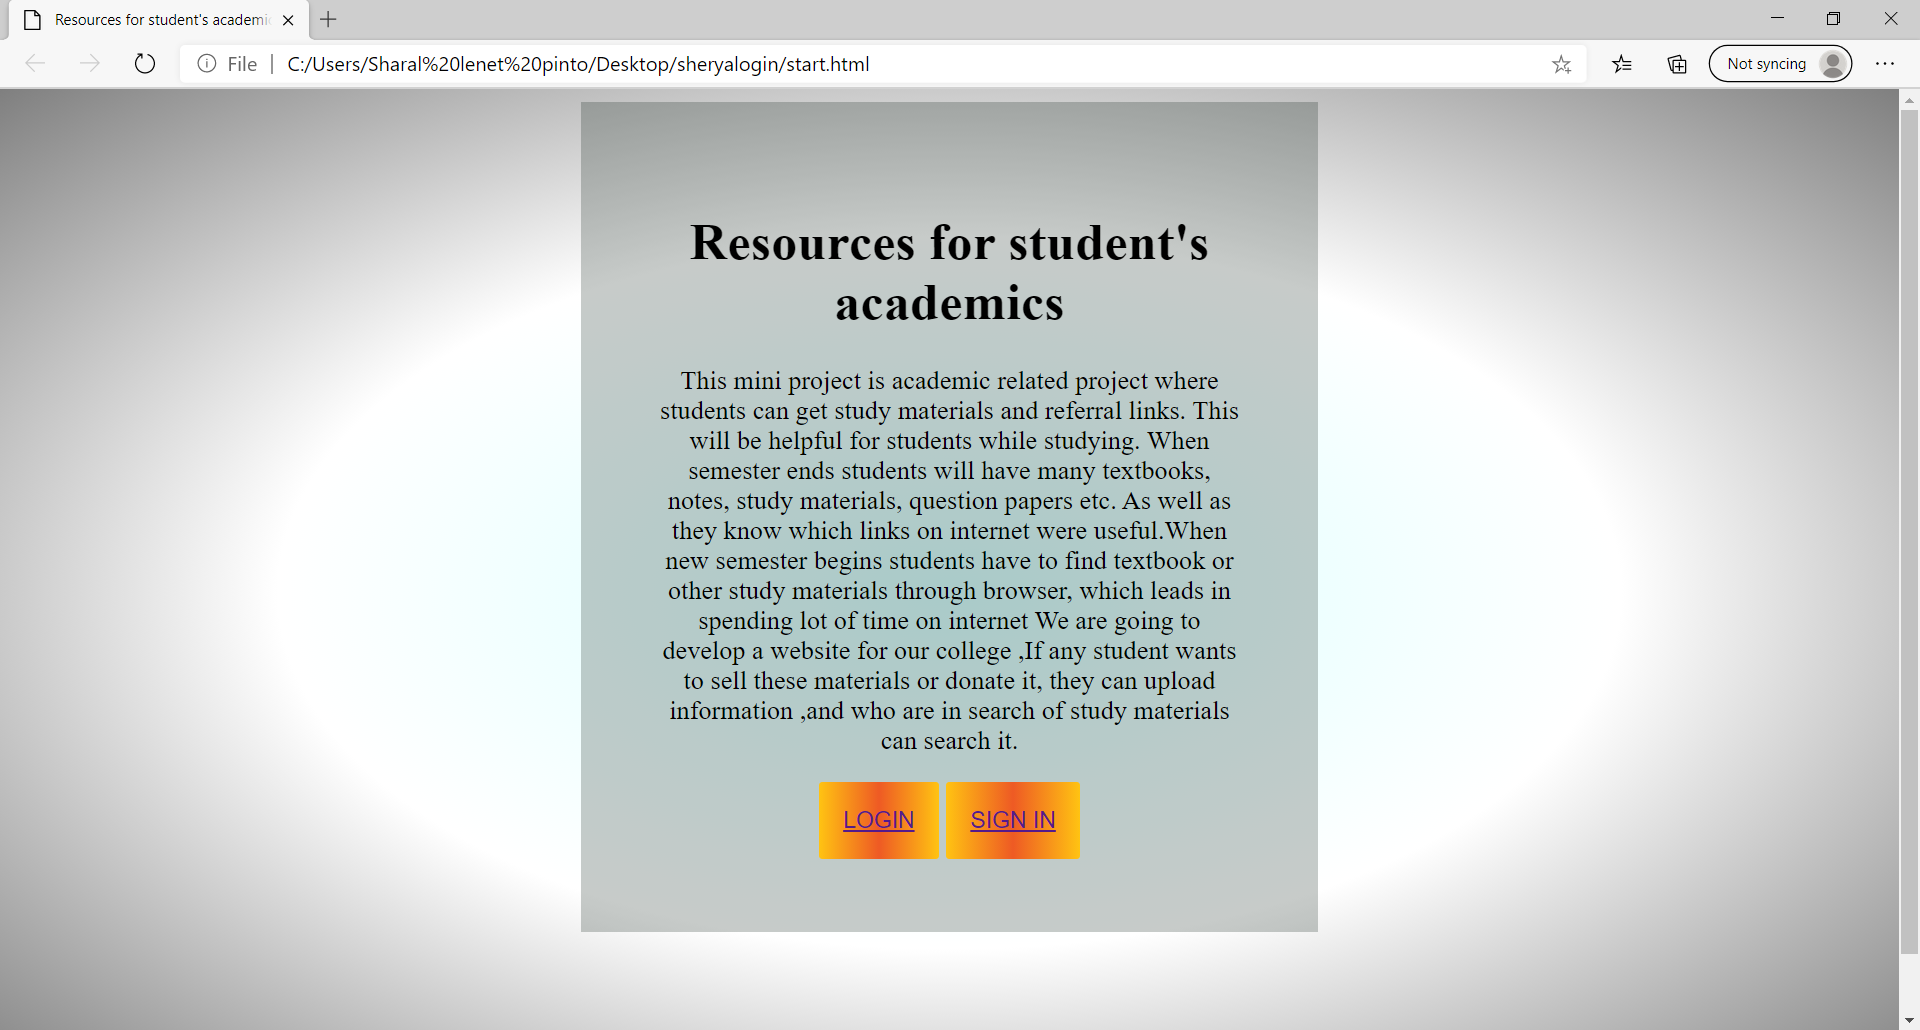 Resources for student's academi
File
C:/Users/Sharal%20lenet%20pinto/Desktop/sheryalogin/start.html
Not syncing
Resources for student's
academics
This mini project is academic related project where
students can get study materials and referral links. This
will be helpful for students while studying. When
semester ends students will have many textbooks,
notes, study materials, question papers etc. As well as
they know which links on internet were useful.When
new semester begins students have to find textbook or
other study materials through browser, which leads in
spending lot of time on internet We are going to
develop a website for our college ,If any student wants
to sell these materials or donate it, they can upload
information ,and who are in search of study materials
can search it.
LOGIN
SIGN IN